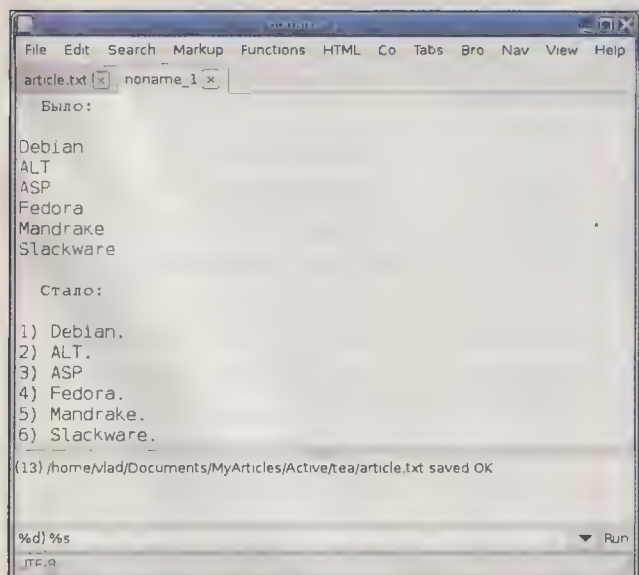 File Edit Search Markup Functions HTML Co Tabs Bro Nav View Help
article.txt x noname_1 x
Было:
Debian
ALT
ASP
Fedora
Mandrake
Slackware
Стало:
1) Debian.
2) ALT.
3) ASP
4) Fedora.
5) Mandrake.
6) Slackware.
(13) /home/vlad/Documents/MyArticles/Active/tea/article.txt saved OK
%d) %s Run